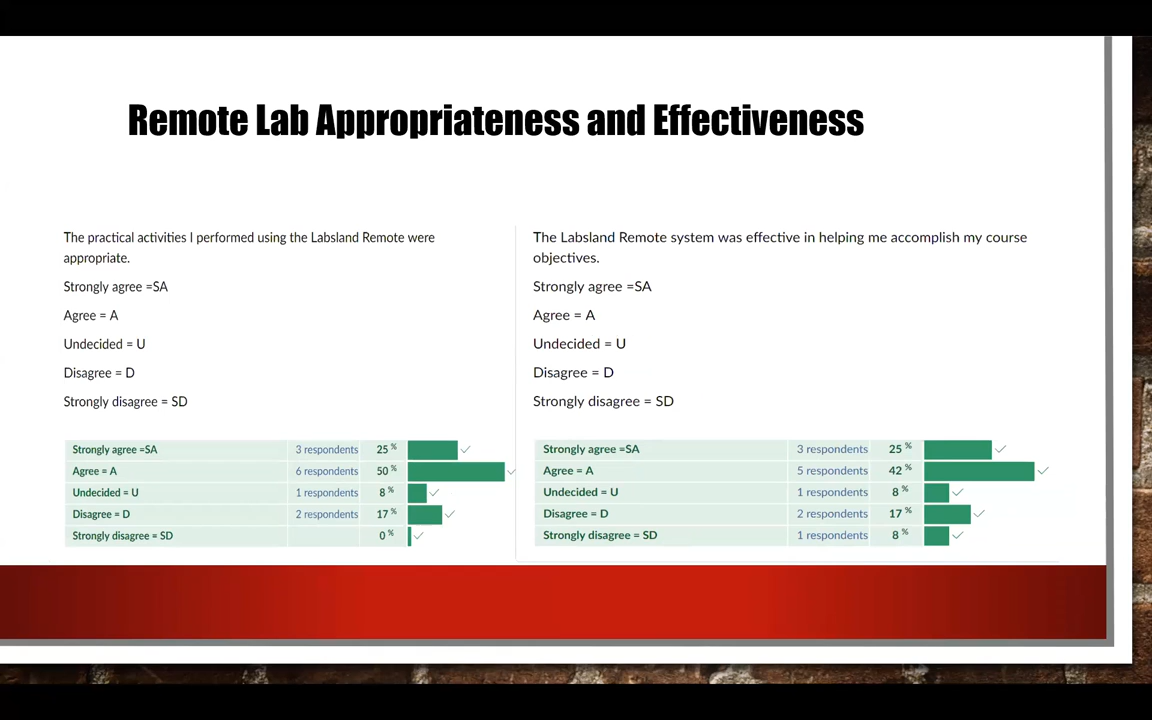 Remote Lab Appropriateness and Effectiveness
The practical activities I performed using the Labsland Remote were
appropriate.
Strongly agree =SA
Agree = A
Undecided = U
Disagree = D
Strongly disagree = SD
Strongly agree =SA 3 respondents 25 %
Agree = A 6 respondents 50 %
Undecided = U 1 respondents 8 %
Disagree = D 2 respondents 17 %
Strongly disagree = SD 0 %
The Labsland Remote system was effective in helping me accomplish my course
objectives.
Strongly agree =SA
Agree = A
Undecided = U
Disagree = D
Strongly disagree = SD
Strongly agree =SA 3 respondents 25 %
Agree = A 5 respondents 42 %
Undecided = U 1 respondents 8 %
Disagree = D 2 respondents 17 %
Strongly disagree = SD 1 respondents 8 %